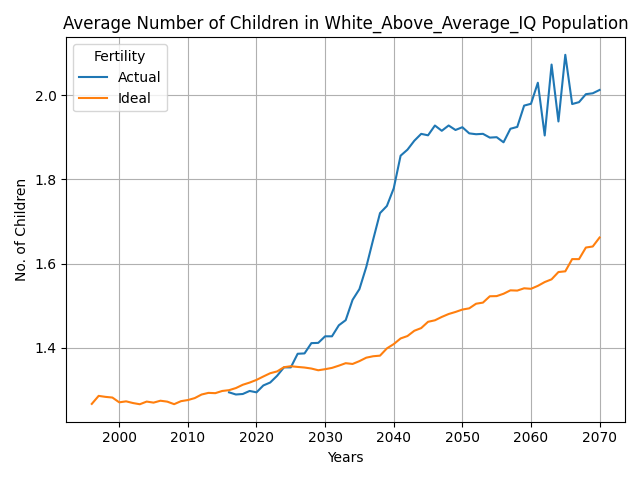 Average Number of Children in White_Above_Average_IQ Population
Fertility
Actual
Ideal
No. of Children
2.0
1.8
1.6
1.4
2000 2010 2020 2030 2040 2050 2060 2070
Years